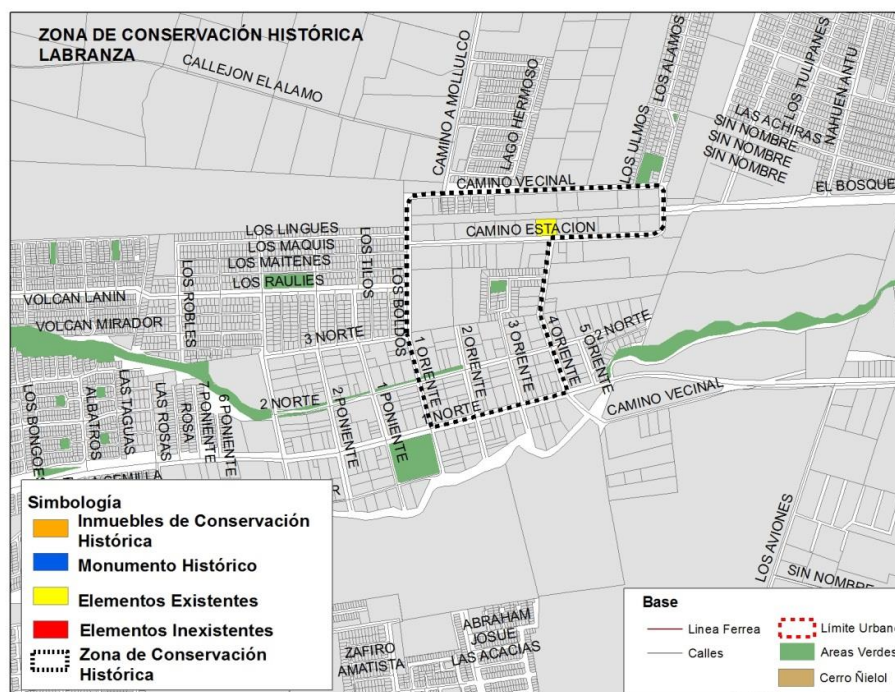 ZONA DE CONSERVACIÓN HISTÓRICA
LABRANZA
CALLEJON EL ALAMO
CAMINO A MOLLULCO
LAGO HERMOSO
LOS ULMOS
LOS ALAMOS
LOS TULIPANES
LAS ACHIRAS
NAHUEN ANTU
SIN NOMBRE
SIN NOMBRE
SIN NOMBRE
CAMINO VECINAL
EL BOSQUE
LOS LINGUES
CAMINO ESTACION
LOS MAQUIS
LOS MAITENES
LOS RAULIES
LOS TILOS
LOS BOLDOS
LOS ROBLES
VOLCAN LANIN
VOLCAN MIRADOR
3 NORTE
1 ORIENTE
2 ORIENTE
3 ORIENTE
4 ORIENTE
5 ORIENTE
2 NORTE
LOS BONGOES
ALBATROS
LAS TAGUAS
LAS ROSAS
ROSA
7 PONIENTE
6 PONIENTE
2 NORTE
2 PONIENTE
1 PONIENTE
1 NORTE
CAMINO VECINAL
LOS AVIONES
SIN NOMBRE
ZAFIRO
AMATISTA
ABRAHAM
JOSUE
LAS ACACIAS
Simbología
Inmuebles de Conservación
Histórica
Monumento Histórico
Elementos Existentes
Elementos Inexistentes
Zona de Conservación
Histórica
Base
Linea Ferrea
Calles
Límite Urbano
Areas Verdes
Cerro Ñielol